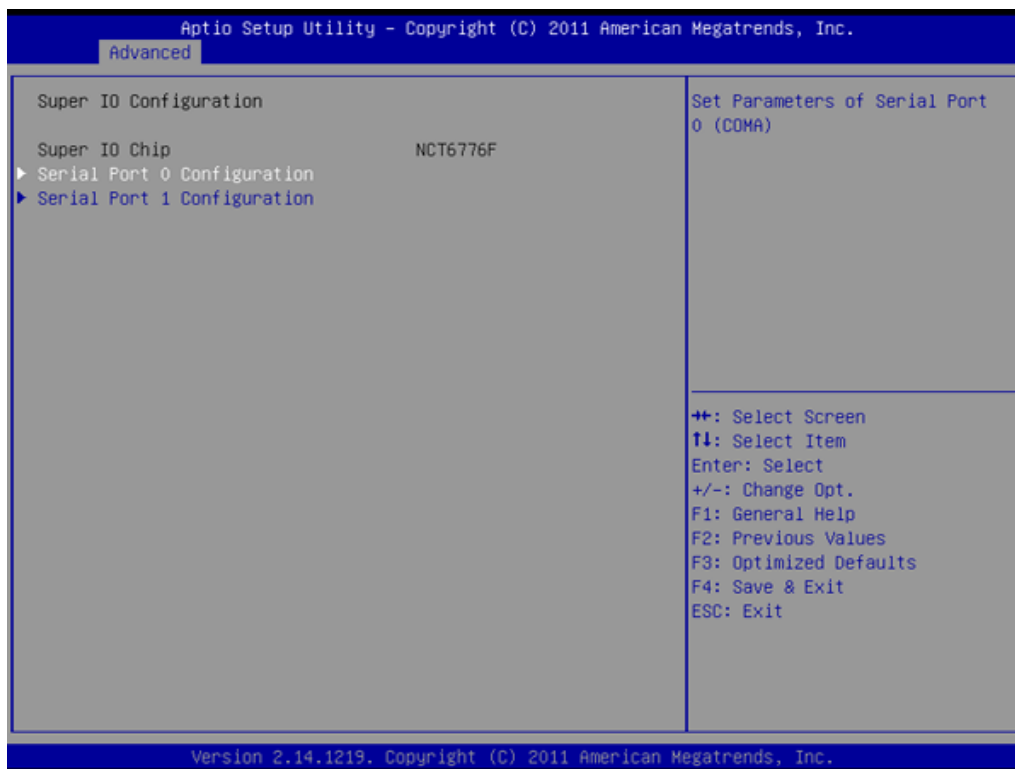 Aptio Setup Utility – Copyright (C) 2011 American Megatrends, Inc.
Advanced
Super IO Configuration
Super IO Chip NCT6776F
Serial Port 0 Configuration
Serial Port 1 Configuration
Set Parameters of Serial Port
0 (COMA)
→←: Select Screen
↑↓: Select Item
Enter: Select
+/-: Change Opt.
F1: General Help
F2: Previous Values
F3: Optimized Defaults
F4: Save & Exit
ESC: Exit
Version 2.14.1219. Copyright (C) 2011 American Megatrends, Inc.